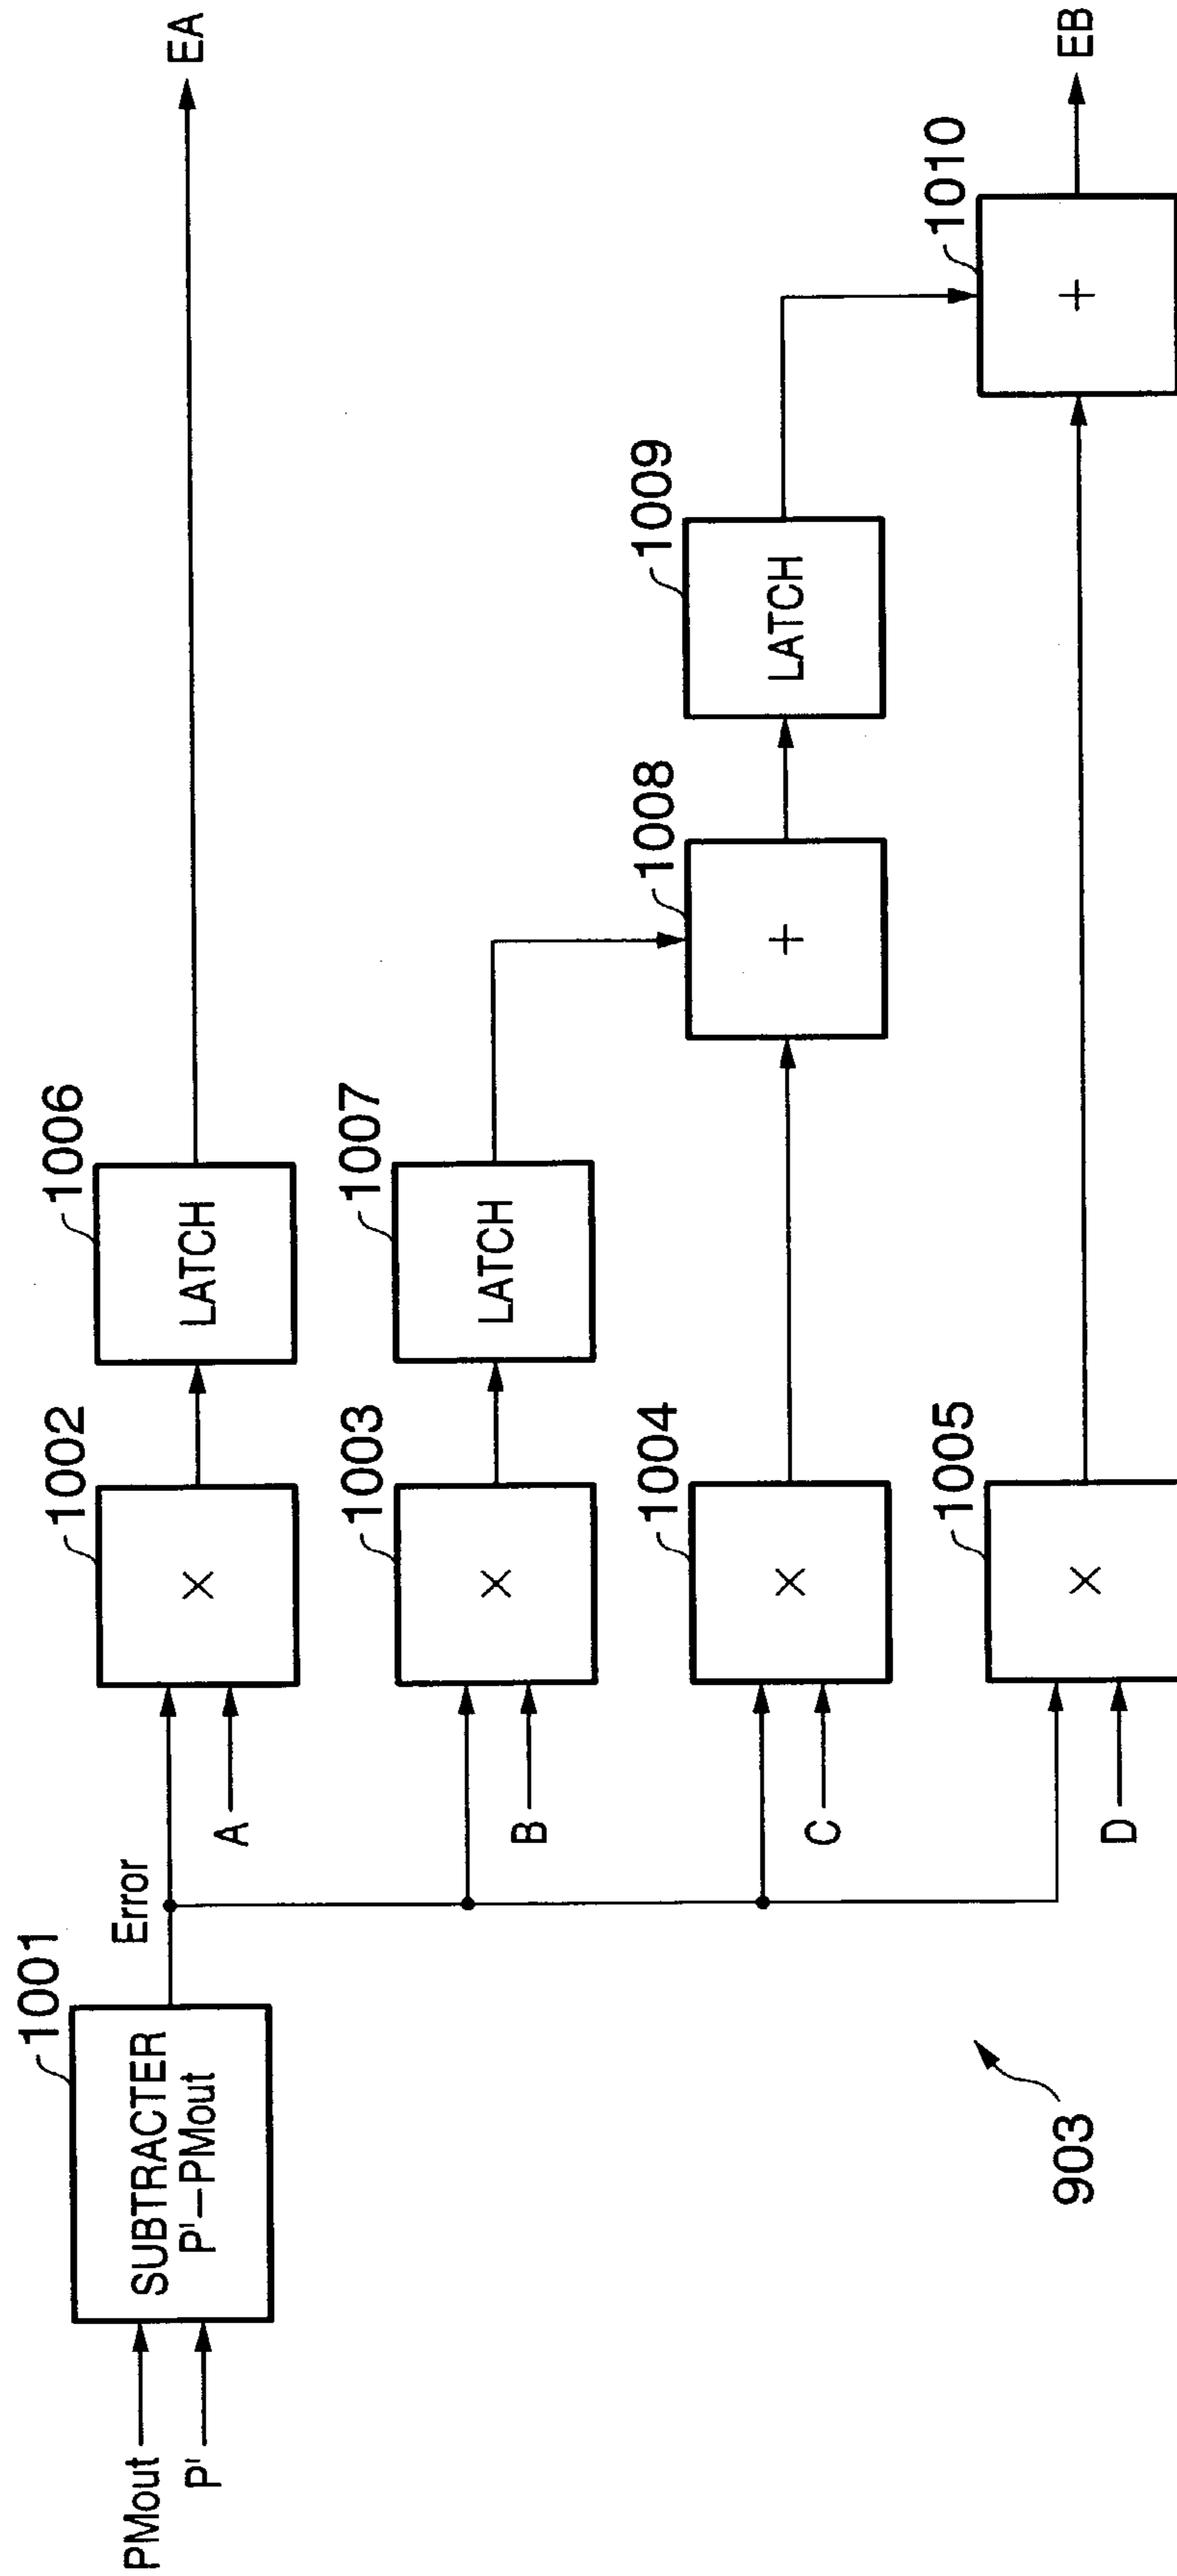 PMout
P'
1001
SUBTRACTER
P'−PMout
Error
A
B
C
D
1002
×
1003
×
1004
×
1005
×
1006
LATCH
1007
LATCH
1008
+
1009
LATCH
1010
+
EA
EB
903